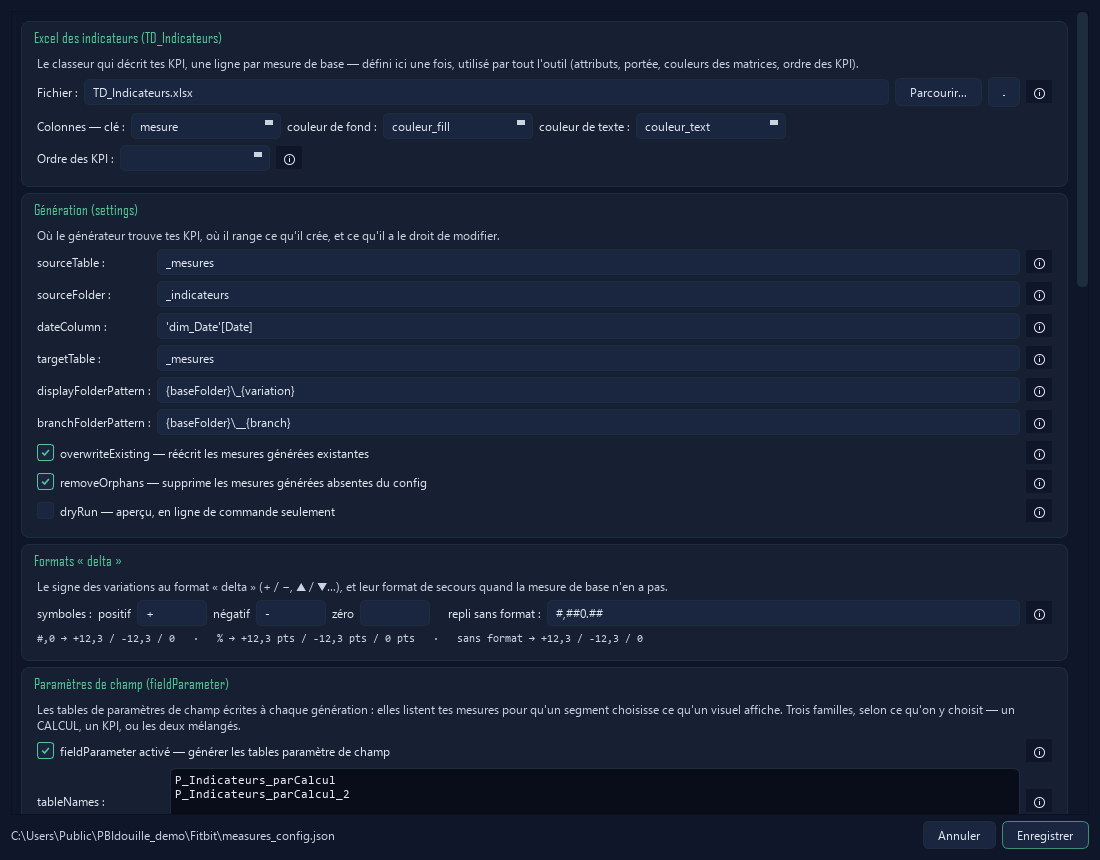 Excel des indicateurs (TD_Indicateurs)
Le classeur qui décrit tes KPI, une ligne par mesure de base — défini ici une fois, utilisé par tout l'outil (attributs, portée, couleurs des matrices, ordre des KPI).
Fichier : TD_Indicateurs.xlsx Parcourir... .
Colonnes — clé : mesure couleur de fond : couleur_fill couleur de texte : couleur_text
Ordre des KPI :
Génération (settings)
Où le générateur trouve tes KPI, où il range ce qu'il crée, et ce qu'il a le droit de modifier.
sourceTable : _mesures
sourceFolder : _indicateurs
dateColumn : 'dim_Date'[Date]
targetTable : _mesures
displayFolderPattern : {baseFolder}\_{variation}
branchFolderPattern : {baseFolder}\__{branch}
overwriteExisting — réécrit les mesures générées existantes
removeOrphans — supprime les mesures générées absentes du config
dryRun — aperçu, en ligne de commande seulement
Formats « delta »
Le signe des variations au format « delta » (+ / −, ▲ / ▼...), et leur format de secours quand la mesure de base n'en a pas.
symboles : positif + négatif - zéro repli sans format : #,##0.##
#,0 → +12,3 / -12,3 / 0 · % → +12,3 pts / -12,3 pts / 0 pts · sans format → +12,3 / -12,3 / 0
Paramètres de champ (fieldParameter)
Les tables de paramètres de champ écrites à chaque génération : elles listent tes mesures pour qu'un segment choisisse ce qu'un visuel affiche. Trois familles, selon ce qu'on y choisit — un
CALCUL, un KPI, ou les deux mélangés.
fieldParameter activé — générer les tables paramètre de champ
P_Indicateurs_parCalcul
P_Indicateurs_parCalcul_2
tableNames :
C:\Users\Public\PBIdouille_demo\Fitbit\measures_config.json Annuler Enregistrer